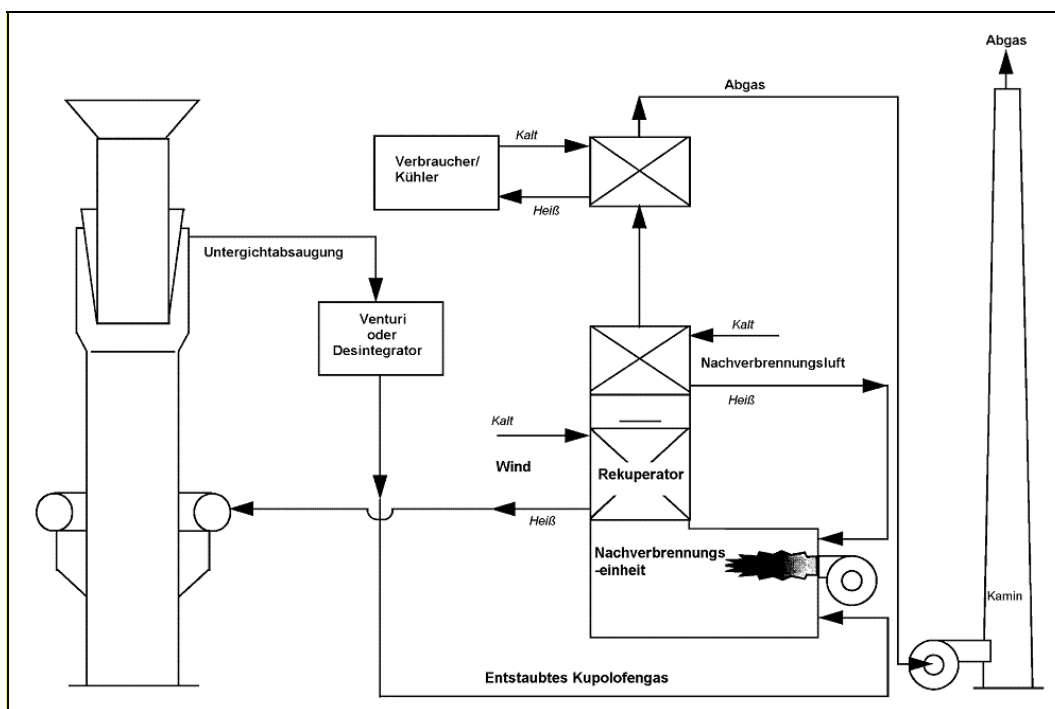 Abgas
Abgas
Kalt
Verbraucher/
Kühler
Heiß
Untergichtabsaugung
Venturi
oder
Desintegrator
Kalt
Nachverbrennungsluft
Heiß
Kalt
Wind
Rekuperator
Heiß
Nachverbrennungs
-einheit
Kamin
Entstaubtes Kupolofengas